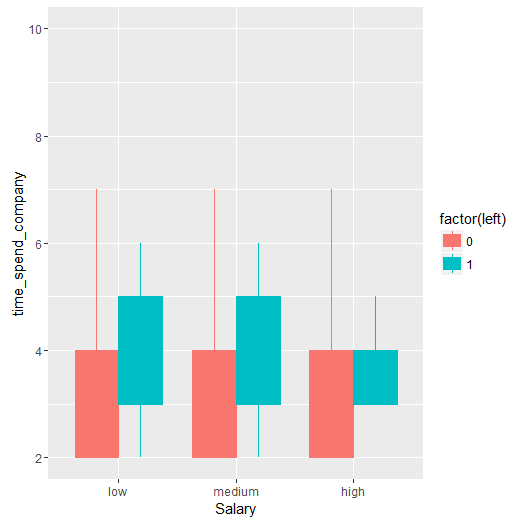 10
8
6
4
2
time_spend_company
low medium high
Salary
factor(left)
0
1